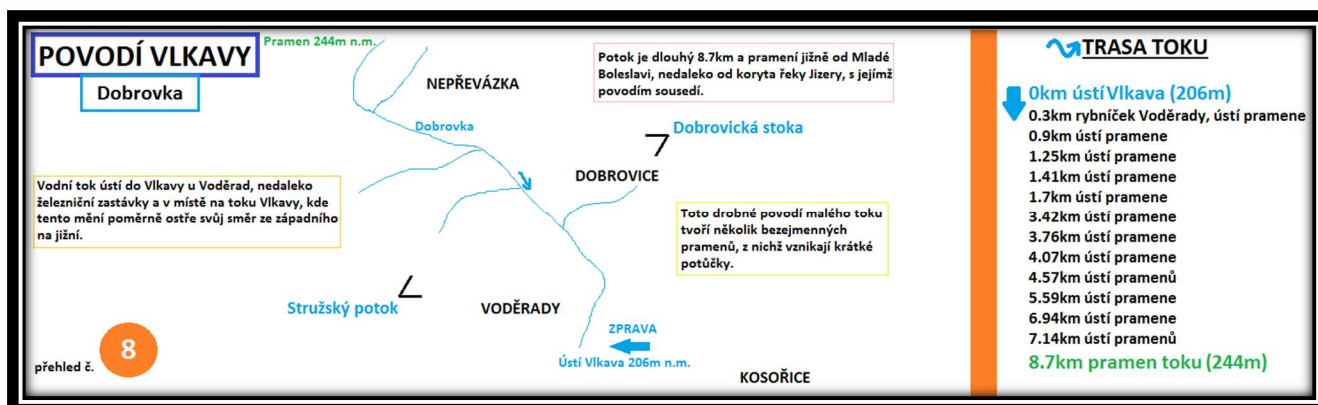 POVODÍ VLKAVY
Dobrovka
Pramen 244m n.m.
NEPŘEVÁZKA
Potok je dlouhý 8.7km a pramení jižně od Mladé
Boleslavi, nedaleko od koryta řeky Jizery, s jejímž
povodím sousedí.
Dobrovka
Dobrovická stoka
DOBROVICE
Vodní tok ústí do Vlkavy u Voděrad, nedaleko
železniční zastávky a v místě na toku Vlkavy, kde
tento mění poměrně ostře svůj směr ze západního
na jižní.
Toto drobné povodí malého toku
tvoří několik bezejmenných
pramenů, z nichž vznikají krátké
potůčky.
Stružský potok
VODĚRADY
ZPRAVA
Ústí Vlkava 206m n.m.
KOSOŘICE
přehled č.
8
TRASA TOKU
0km ústí Vlkava (206m)
0.3km rybníček Voděrady, ústí pramene
0.9km ústí pramene
1.25km ústí pramene
1.41km ústí pramene
1.7km ústí pramene
3.42km ústí pramene
3.76km ústí pramene
4.07km ústí pramene
4.57km ústí pramenů
5.59km ústí pramene
6.94km ústí pramene
7.14km ústí pramenů
8.7km pramen toku (244m)